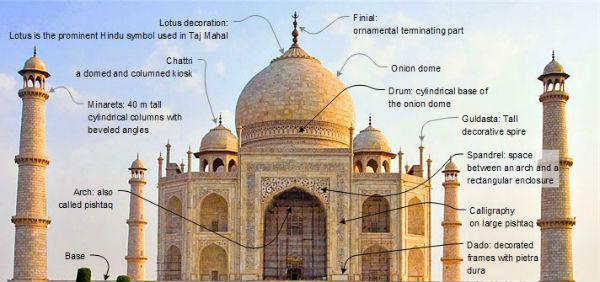 Lotus decoration:
Lotus is the prominent Hindu symbol used in Taj Mahal
Finial:
ornamental terminating part
Chattri
a domed and columned kiosk
Onion dome
Minarets: 40 m tall
cylindrical columns with
beveled angles
Drum: cylindrical base of
the onion dome
Guldasta: Tall
decorative spire
Spandrel: space
between an arch and a
rectangular enclosure
Arch: also
called pishtaq
Calligraphy
on large pishtaq
Base
Dado: decorated
frames with pietra
dura